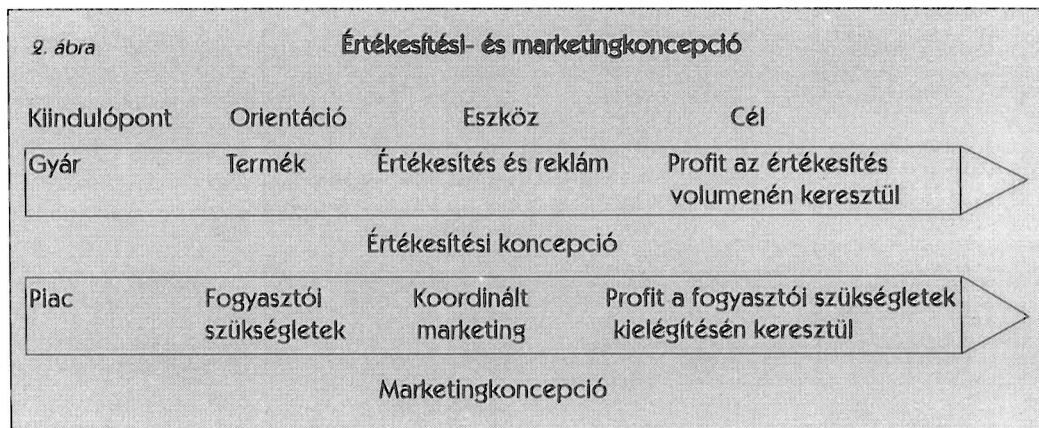 2. ábra Értékesítési- és marketingkoncepció
Kiindulópont Orientáció Eszköz Cél
Gyár Termék Értékesítés és reklám Profit az értékesítés
volumenén keresztül
Értékesítési koncepció
Piac Fogyasztói Koordinált Profit a fogyasztói szükségletek
szükségletek marketing kielégítésén keresztül
Marketingkoncepció